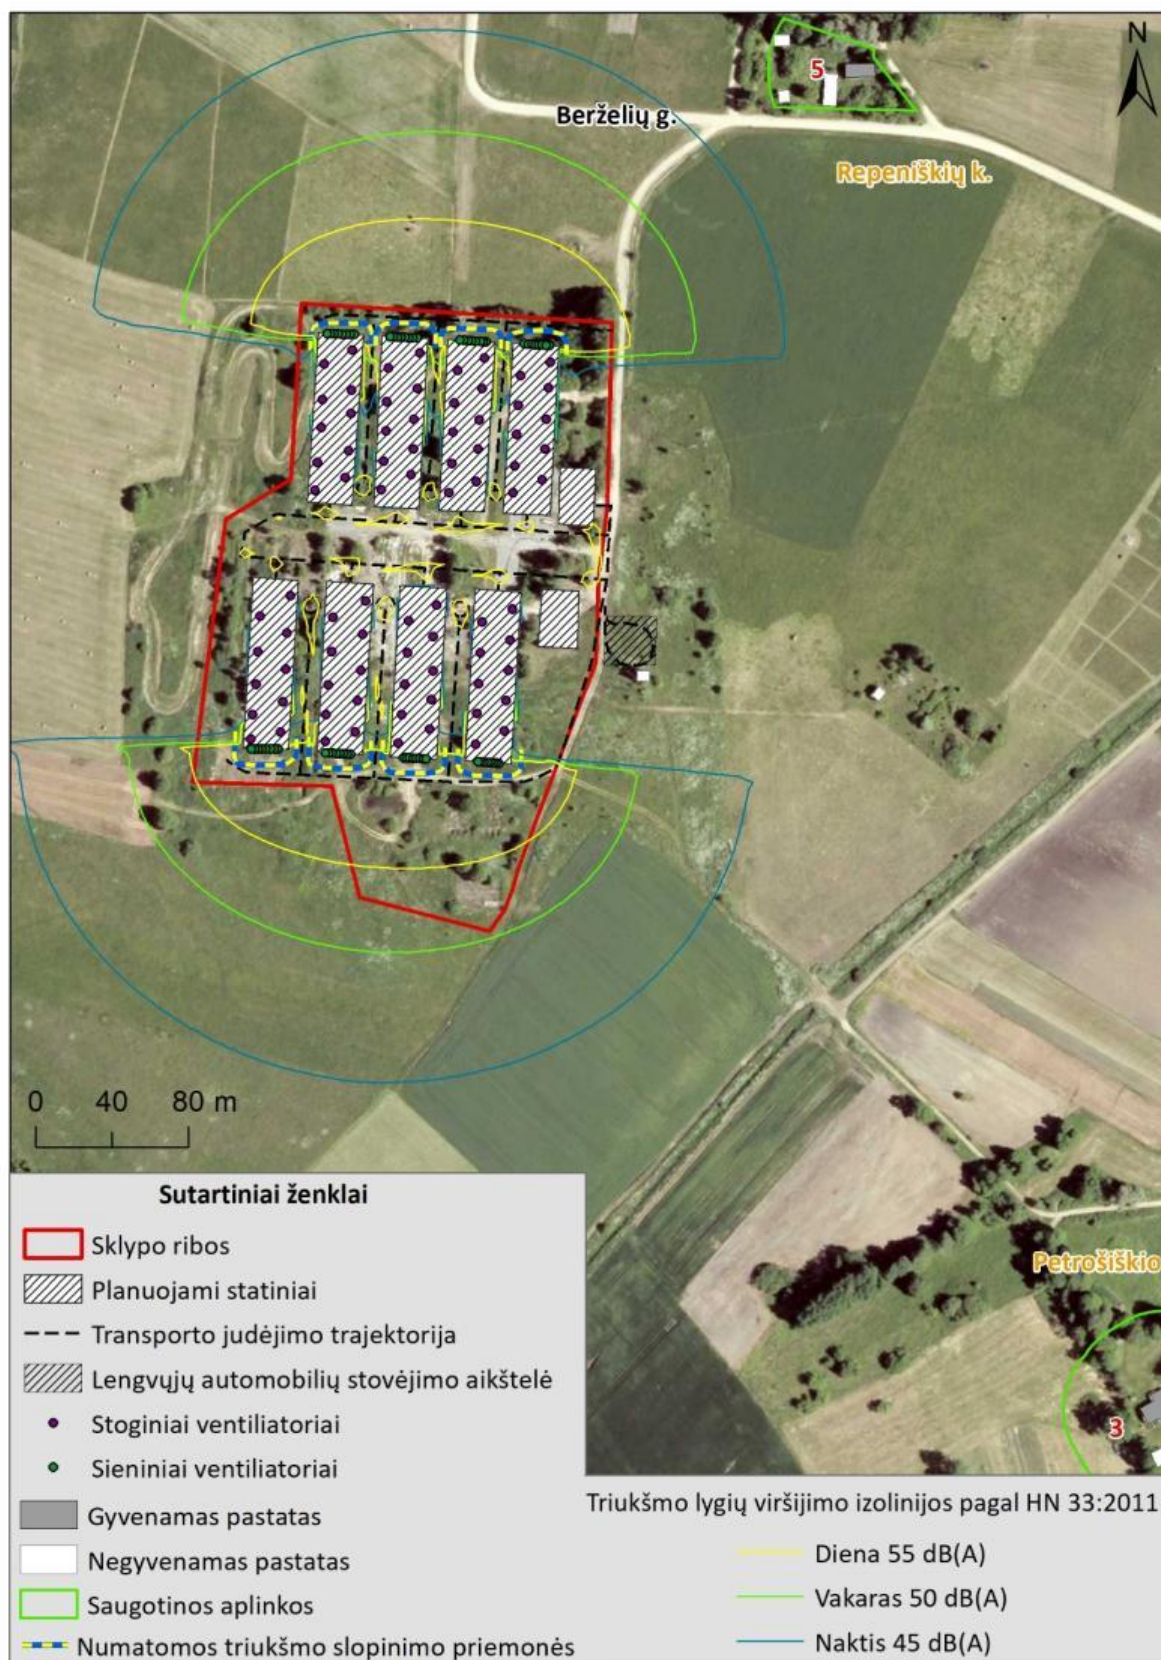 N
5
Berželių g.
Repeniškių k.
0 40 80 m
Petrošiškio
3
Sutartiniai ženklai
Sklypo ribos
Planuojami statiniai
Transporto judėjimo trajektorija
Lengvųjų automobilių stovėjimo aikštelė
Stoginiai ventiliatoriai
Sieniniai ventiliatoriai
Gyvenamas pastatas
Negyvenamas pastatas
Saugotinos aplinkos
Numatomos triukšmo slopinimo priemonės
Triukšmo lygių viršijimo izolinijos pagal HN 33:2011
Diena 55 dB(A)
Vakaras 50 dB(A)
Naktis 45 dB(A)